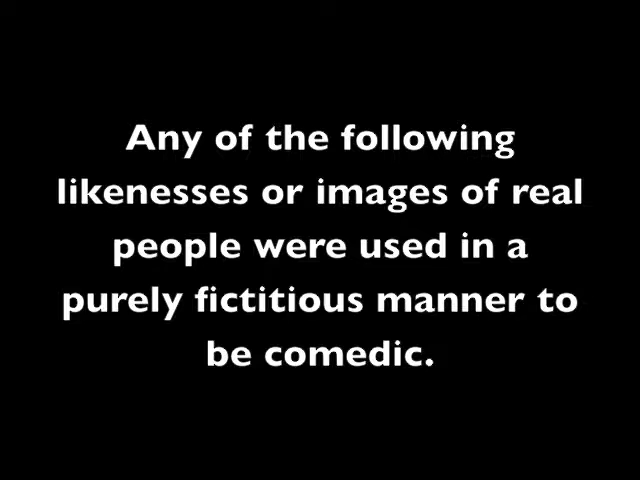 Any of the following
likenesses or images of real
people were used in a
purely fictitious manner to
be comedic.